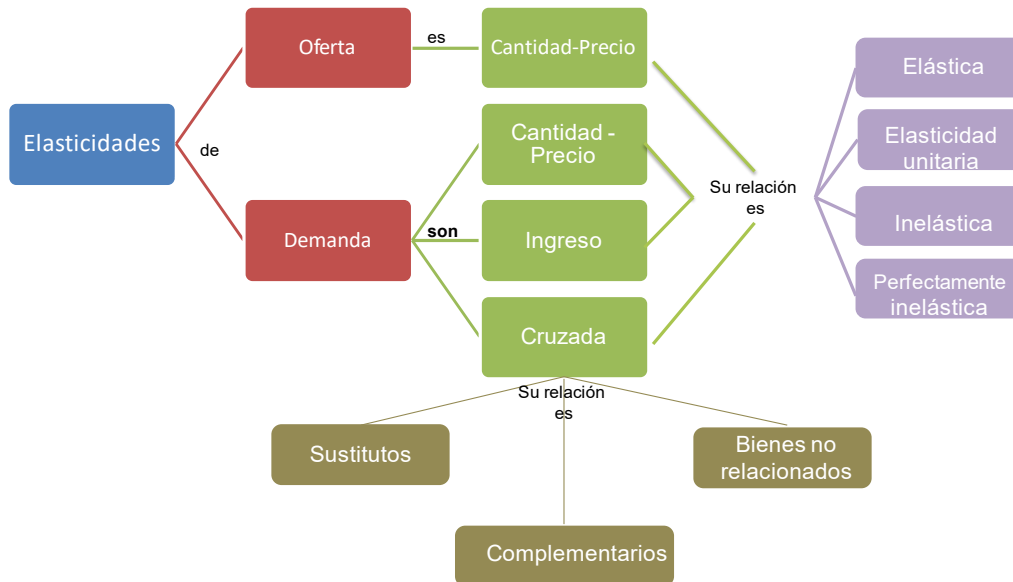 Elasticidades
de
Oferta
es
Cantidad-Precio
Demanda
son
Cantidad -
Precio
Ingreso
Cruzada
Su relación
es
Elástica
Elasticidad
unitaria
Inelástica
Perfectamente
inelástica
Su relación
es
Sustitutos
Complementarios
Bienes no
relacionados